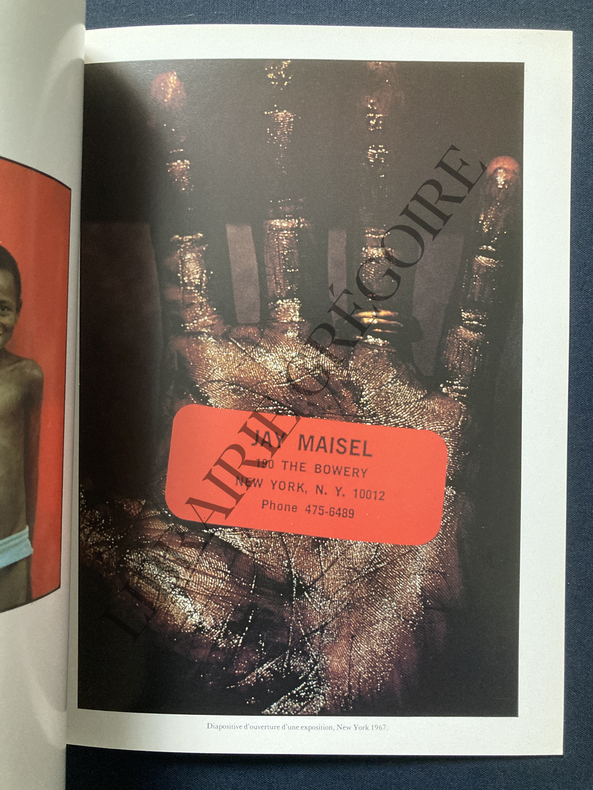 JAY MAISEL
190 THE BOWERY
NEW YORK, N. Y. 10012
Phone 475-6489
Diapositive d'ouverture d'une exposition, New York 1967.
LIBRAIRIE GRÉGOIRE